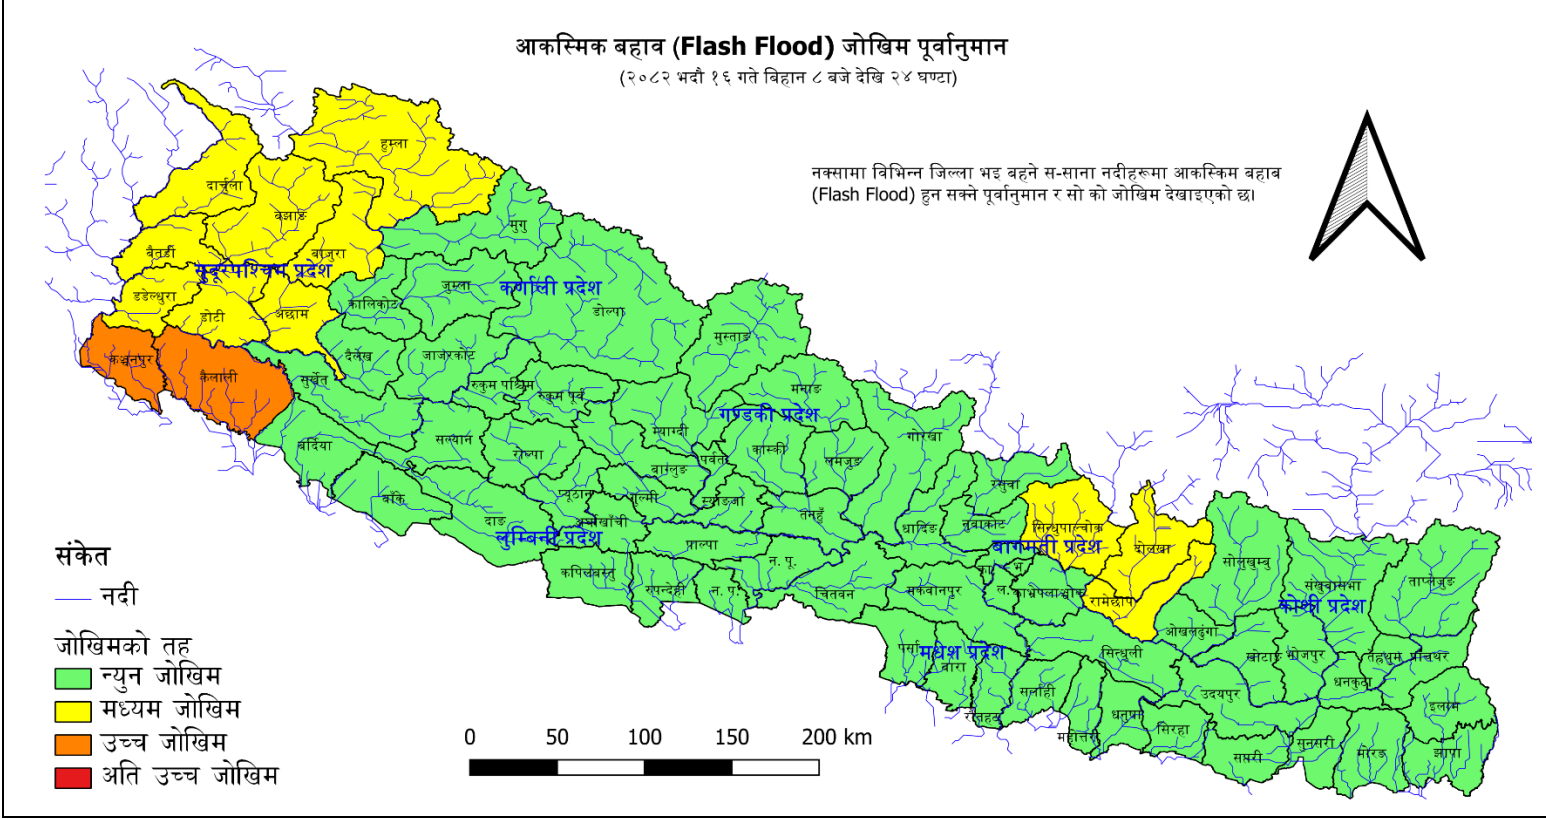 आकस्मिक बहाव (Flash Flood) जोखिम पूर्वानुमान
(२०८२ भदौ १६ गते बिहान ८ बजे देखि २४ घण्टा)
नक्सामा विभिन्न जिल्ला भइ बहने स-साना नदीहरूमा आकस्किम बहाब
(Flash Flood) हुन सक्ने पूर्वानुमान र सो को जोखिम देखाइएको छ।
हुम्ला
दार्चुला
बझाङ
मुगु
बैतडी
बाजुरा
सुदूरपश्चिम प्रदेश
जुम्ला
कर्णाली प्रदेश
डडेल्धुरा
कालिकोट
डोल्पा
डोटी
अछाम
मुस्ताङ
कञ्चनपुर
दैलेख
जाजरकोट
कैलाली
सुर्खेत
रुकुम पश्चिम
रुकुम पूर्व
मनाङ
गण्डकी प्रदेश
म्याग्दी
गोरखा
बर्दिया
सल्यान
रोल्पा
कास्की
लमजुङ
पर्वत
बाग्लुङ
रसुवा
बाँके
प्यूठान
गुल्मी
स्याङजा
तनहुँ
दाङ
अर्घाखाँची
धादिङ
नुवाकोट
सिन्धुपाल्चोक
लुम्बिनी प्रदेश
पाल्पा
बागमती प्रदेश
दोलखा
न. पू.
सोलुखुम्बु
कपिलवस्तु
का
भ
ताप्लेजुङ
रुपन्देही
न. प.
चितवन
मकवानपुर
ल.
काभ्रेपलाञ्चोक
रामेछाप
संखुवासभा
कोशी प्रदेश
ओखलढुंगा
पर्सा
मधेश प्रदेश
बारा
सिन्धुली
खोटाङ
भोजपुर
तेह्रथुम
पाँचथर
धनकुटा
सर्लाही
उदयपुर
इलाम
रौतहट
धनुषा
महोत्तरी
सिरहा
सप्तरी
सुनसरी
मोरङ
झापा
संकेत
नदी
जोखिमको तह
न्युन जोखिम
मध्यम जोखिम
उच्च जोखिम
अति उच्च जोखिम
0 50 100 150 200 km